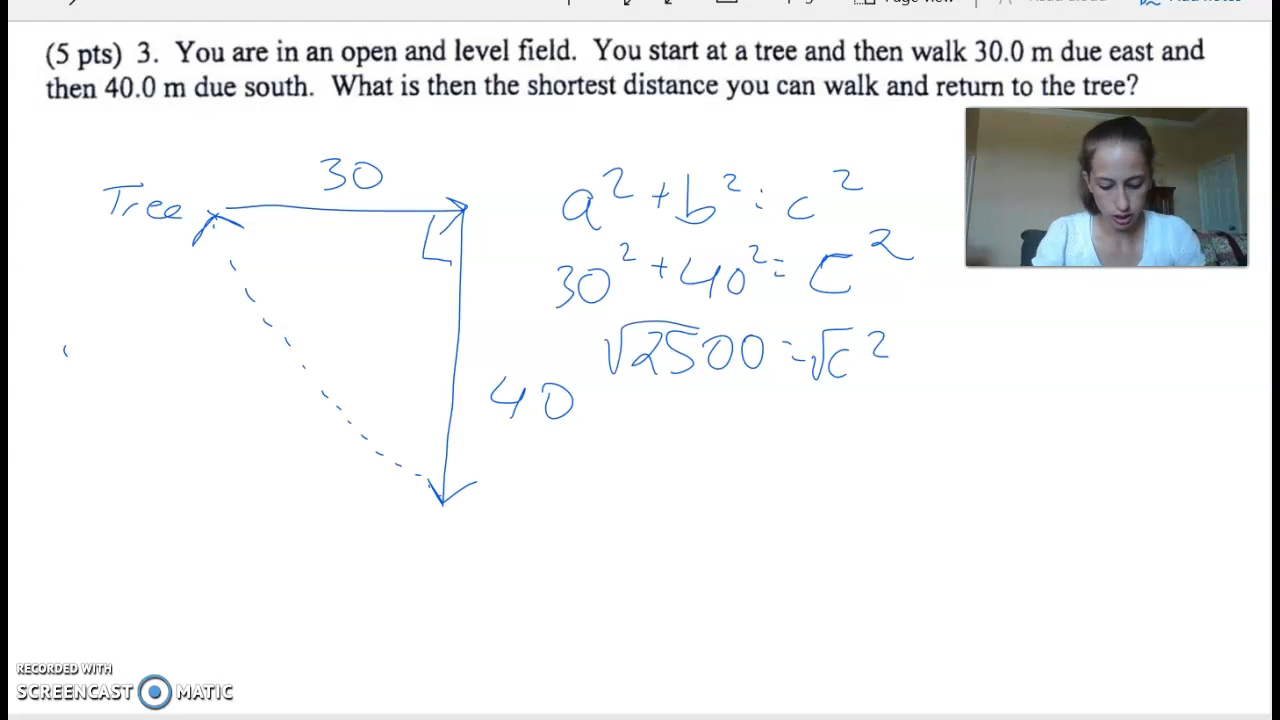 (5 pts) 3. You are in an open and level field. You start at a tree and then walk 30.0 m due east and
then 40.0 m due south. What is then the shortest distance you can walk and return to the tree?
30
Tree
a² + b² = c²
30² + 40² = c²
√2500 = √c²
40
RECORDED WITH
SCREENCAST MATIC